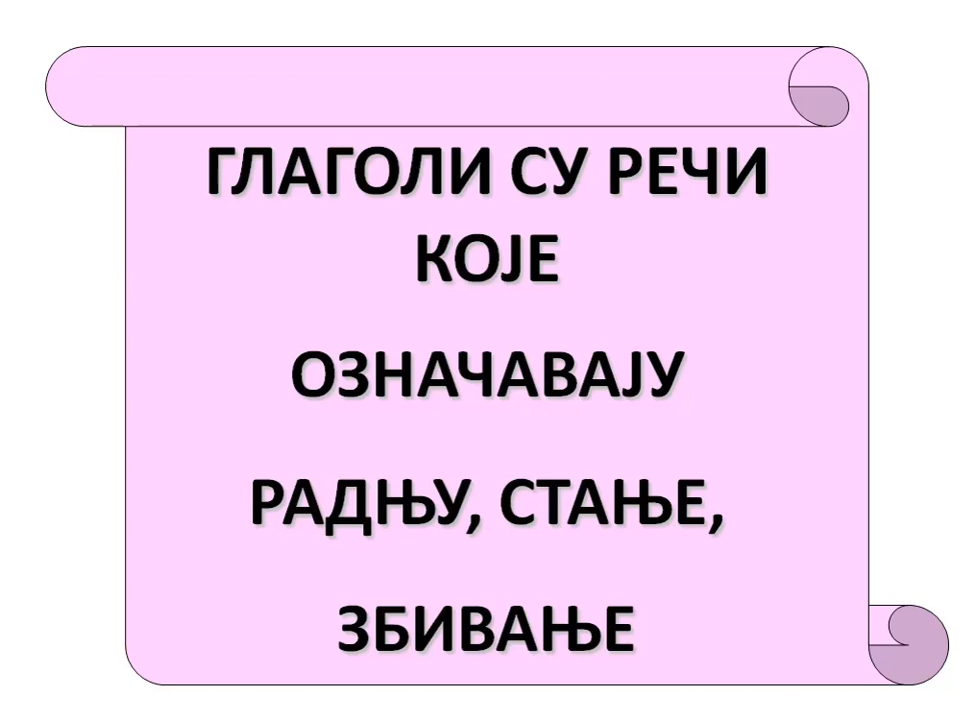 ГЛАГОЛИ СУ РЕЧИ
КОЈЕ
ОЗНАЧАВАЈУ
РАДЊУ, СТАЊЕ,
ЗБИВАЊЕ